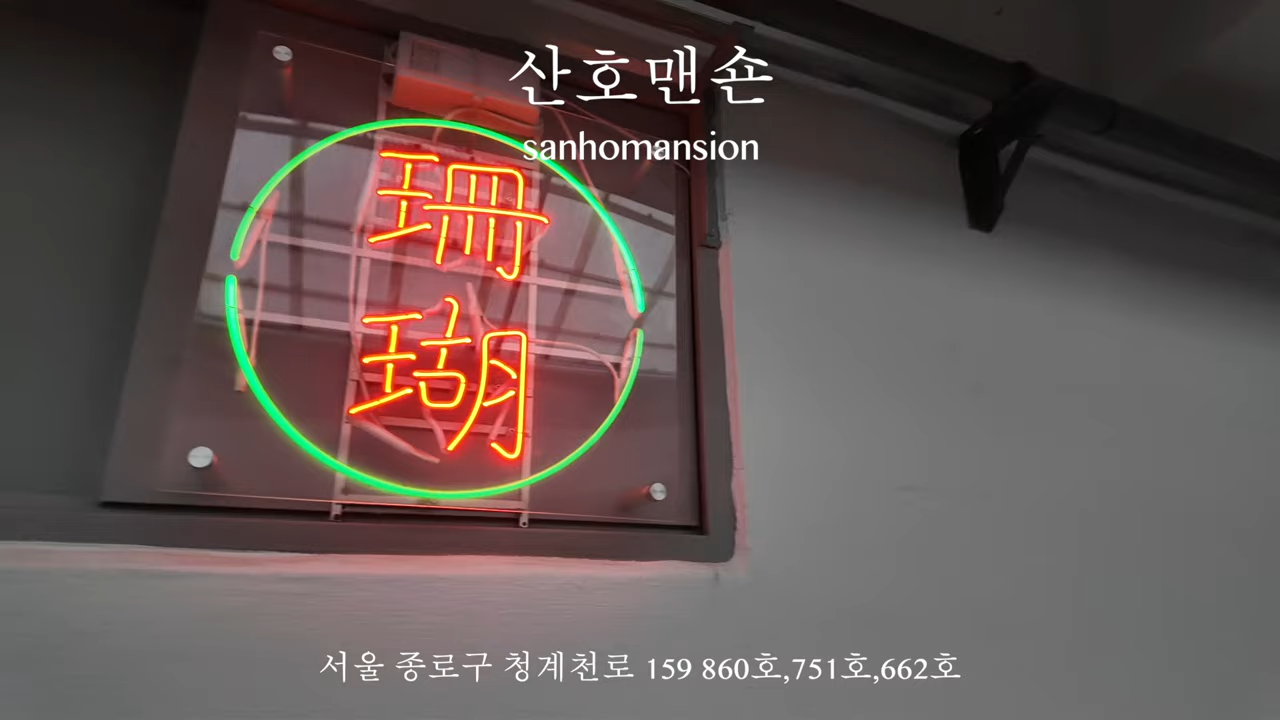 산호맨숀
sanhomansion
珊
瑚
서울 종로구 청계천로 159 860호,751호,662호